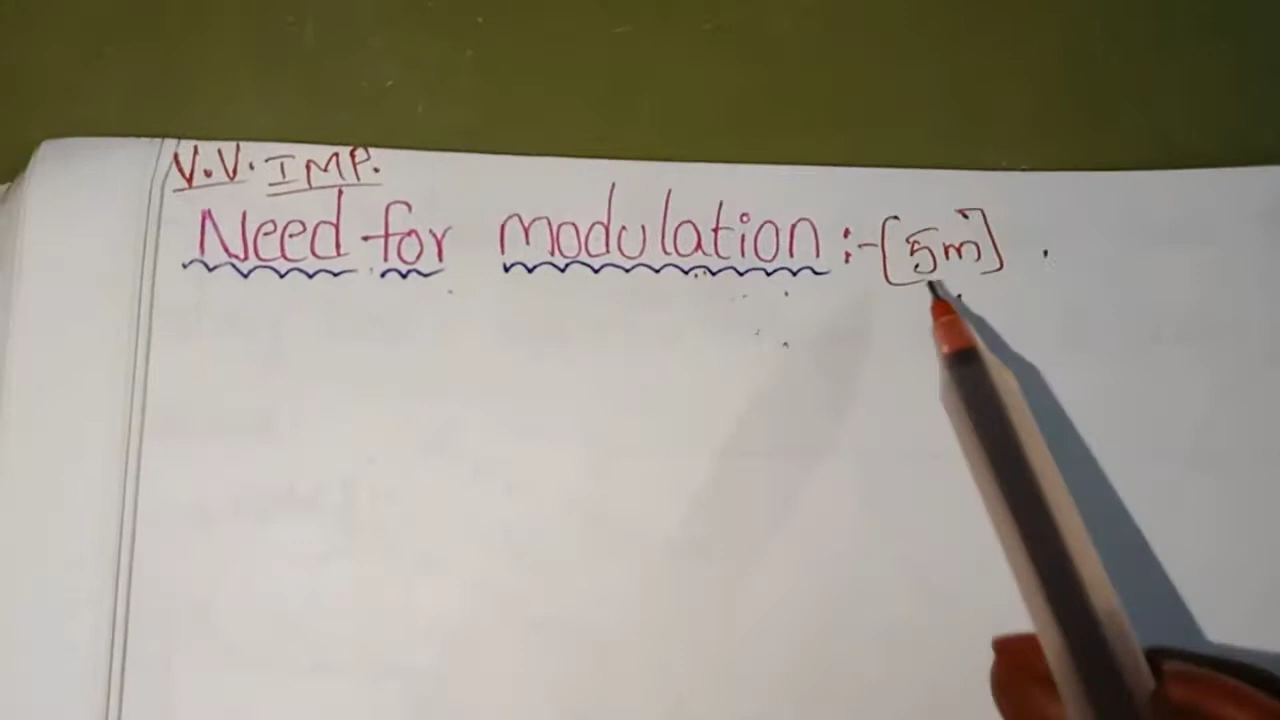 V.V. IMP.
Need for modulation :- [5m]